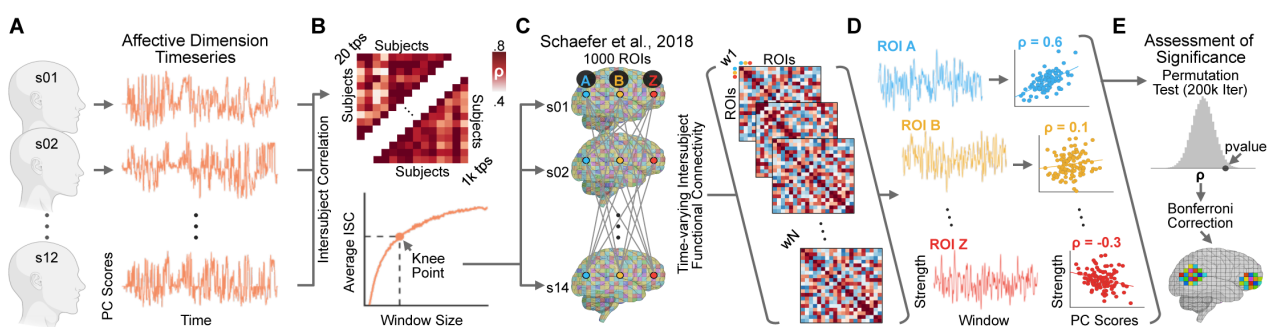 A
Affective Dimension
Timeseries
s01
s02
s12
PC Scores
Time
B
20 tps
Subjects
Subjects
.8
ρ
.4
Subjects
Subjects
1k tps
Intersubject Correlation
Average ISC
Knee
Point
Window Size
C
Schaefer et al., 2018
1000 ROIs
A B Z
s01
s02
s14
Time-varying Intersubject
Functional Connectivity
w1
ROIs
ROIs
wN
D
ROI A
ρ = 0.6
ROI B
ρ = 0.1
ROI Z
ρ = -0.3
Strength
Strength
Window
PC Scores
E
Assessment of
Significance
Permutation
Test (200k Iter)
pvalue
ρ
Bonferroni
Correction